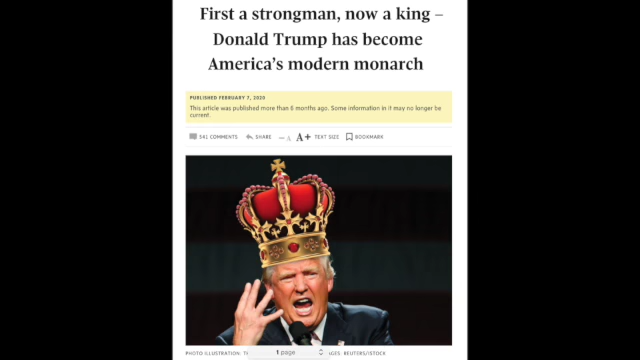 First a strongman, now a king –
Donald Trump has become
America's modern monarch
PUBLISHED FEBRUARY 7, 2020
This article was published more than 6 months ago. Some information in it may no longer be
current.
541 COMMENTS SHARE — A A + TEXT SIZE BOOKMARK
PHOTO ILLUSTRATION: 1 page REUTERS/ISTOCK